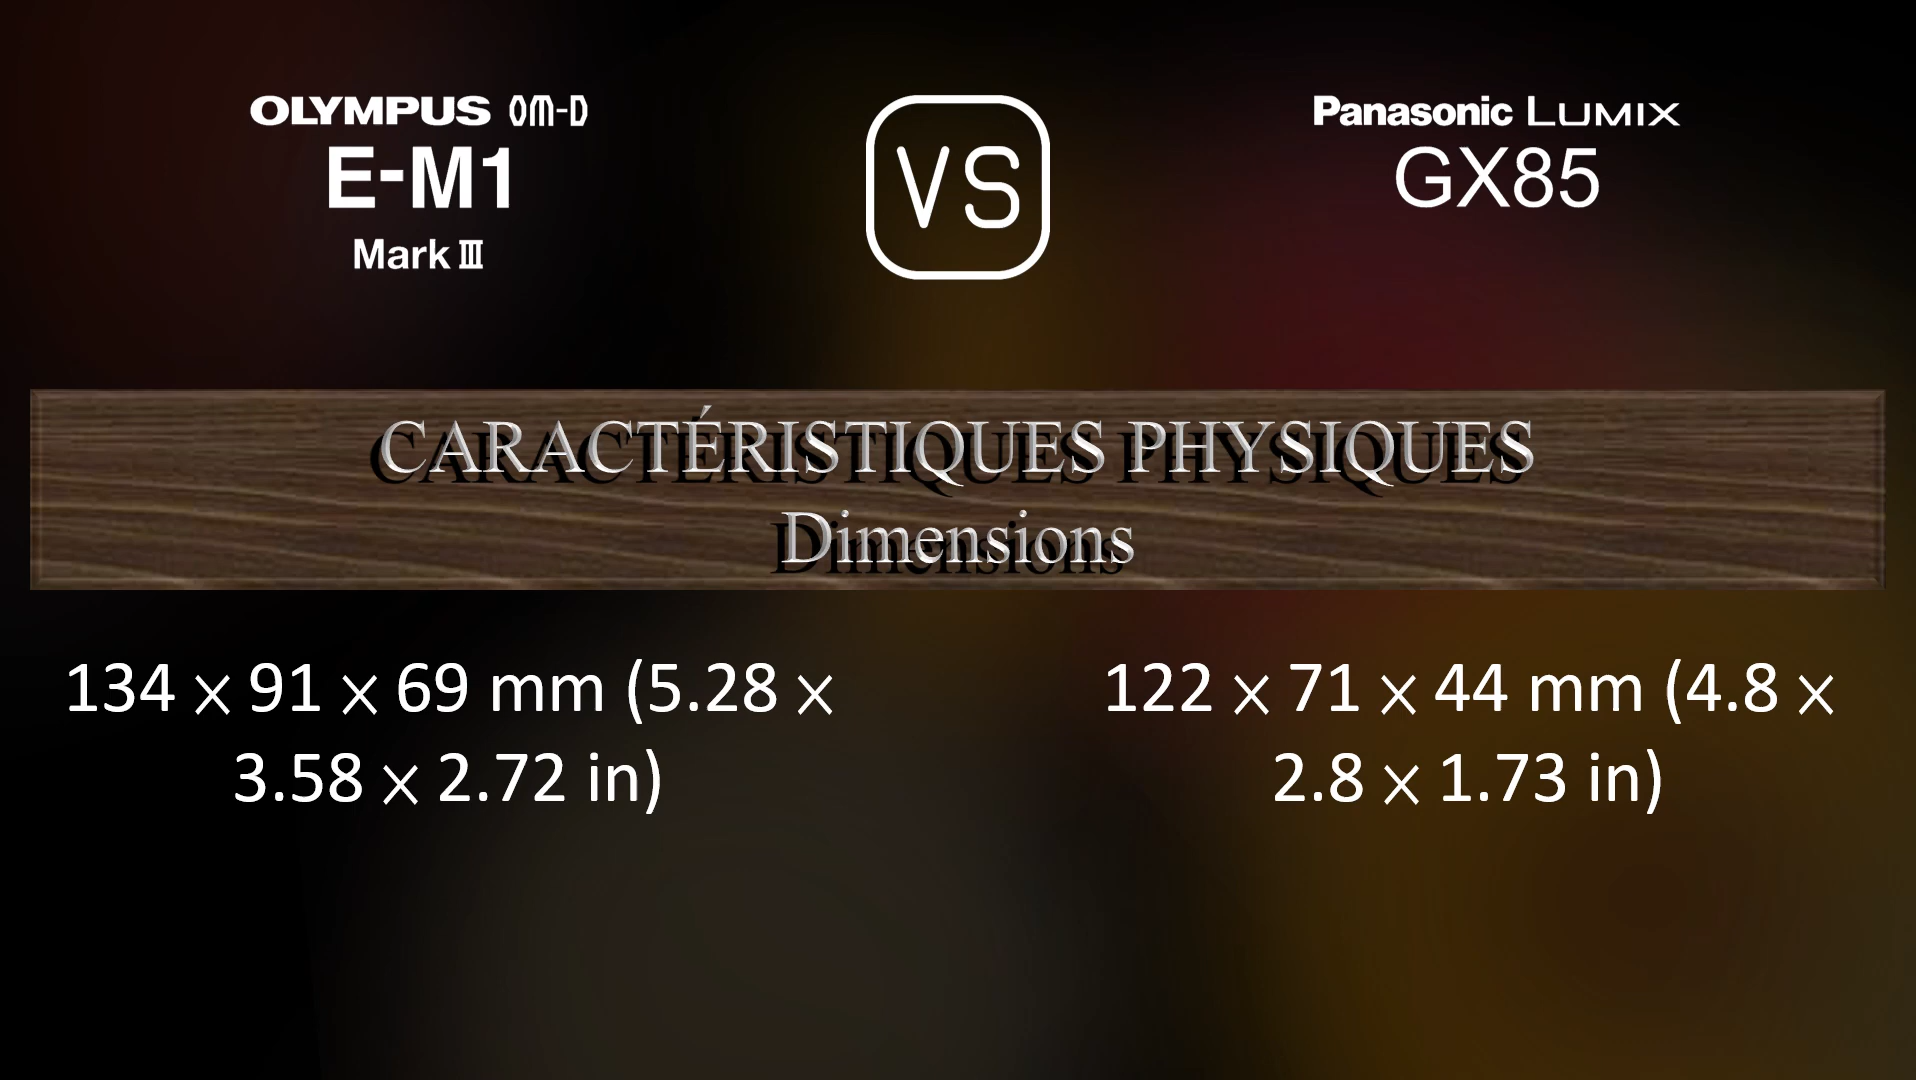 OLYMPUS OM-D
E-M1
Mark III
VS
Panasonic LUMIX
GX85
CARACTÉRISTIQUES PHYSIQUES
Dimensions
134 x 91 x 69 mm (5.28 x
3.58 x 2.72 in)
122 x 71 x 44 mm (4.8 x
2.8 x 1.73 in)